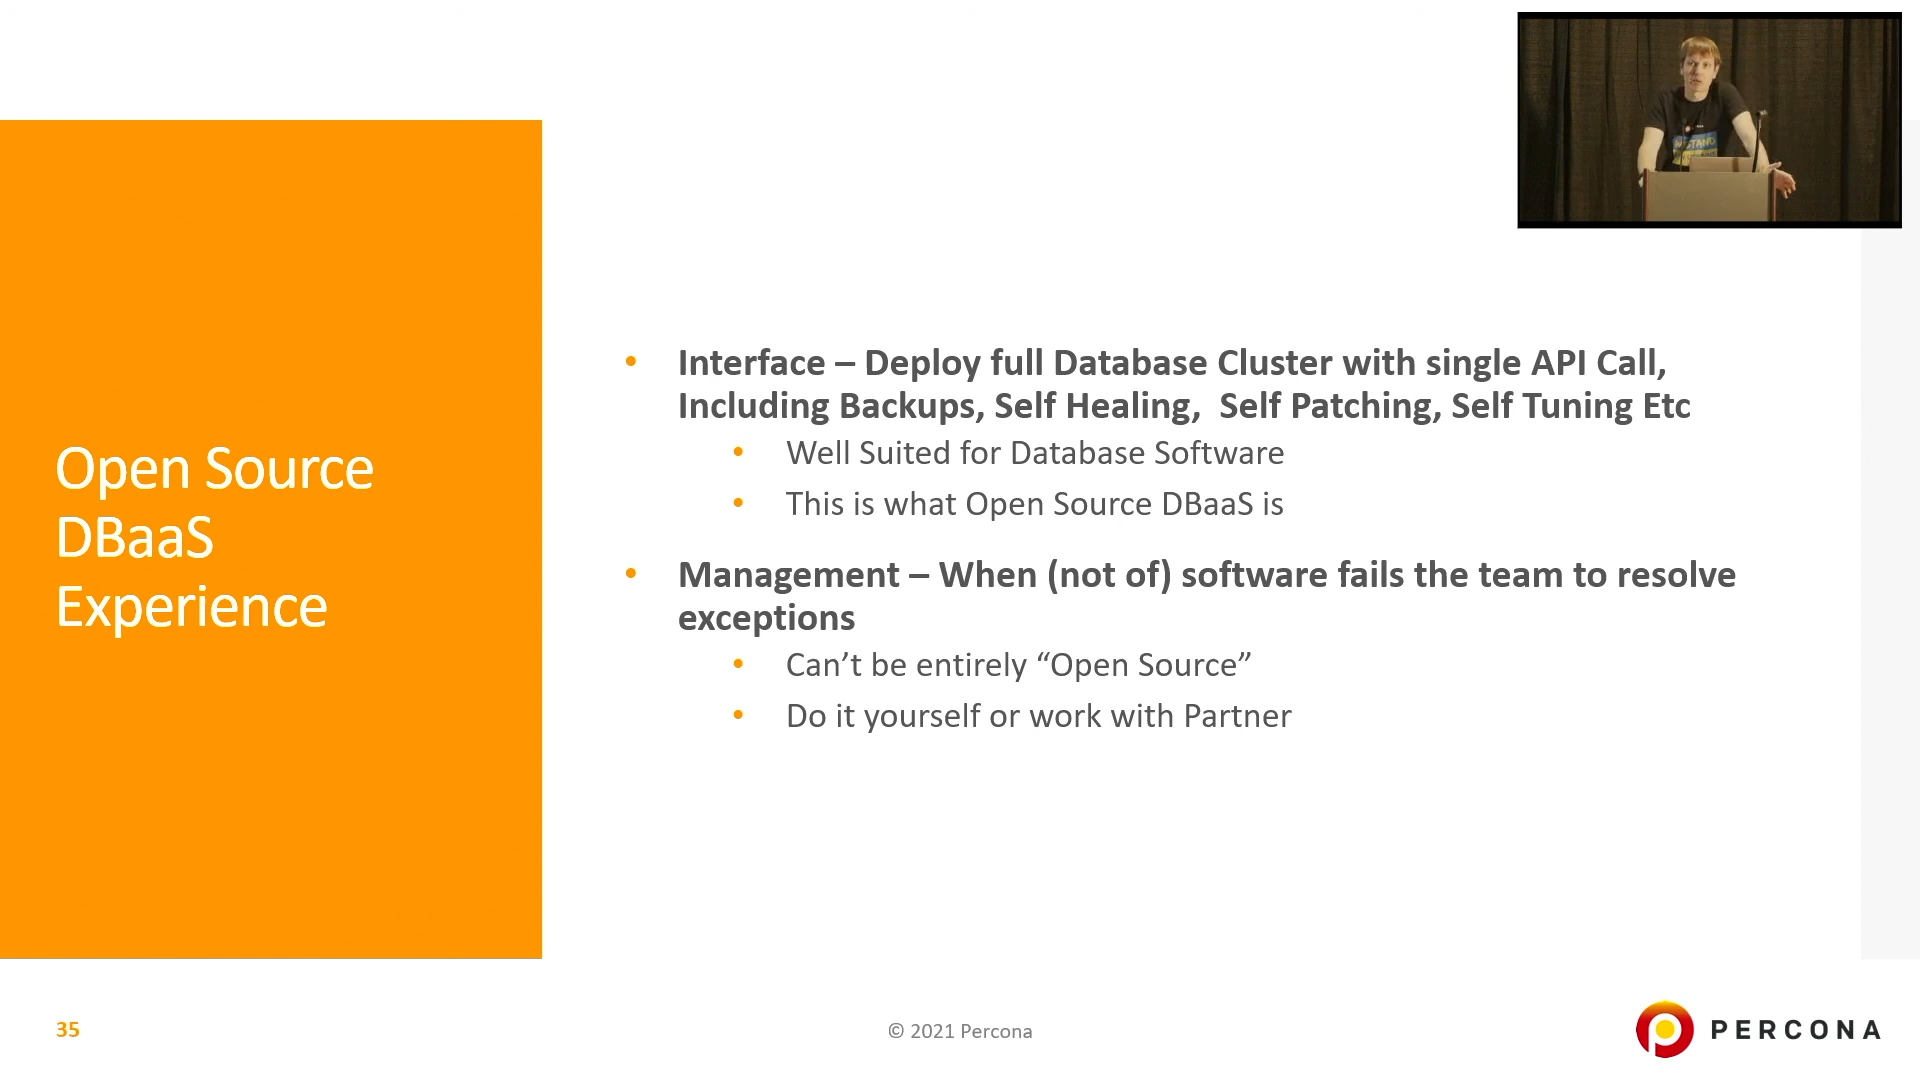 Open Source
DBaaS
Experience
• Interface – Deploy full Database Cluster with single API Call,
Including Backups, Self Healing,  Self Patching, Self Tuning Etc
• Well Suited for Database Software
• This is what Open Source DBaaS is
• Management – When (not of) software fails the team to resolve
exceptions
• Can’t be entirely “Open Source”
• Do it yourself or work with Partner
35
© 2021 Percona
PERCONA